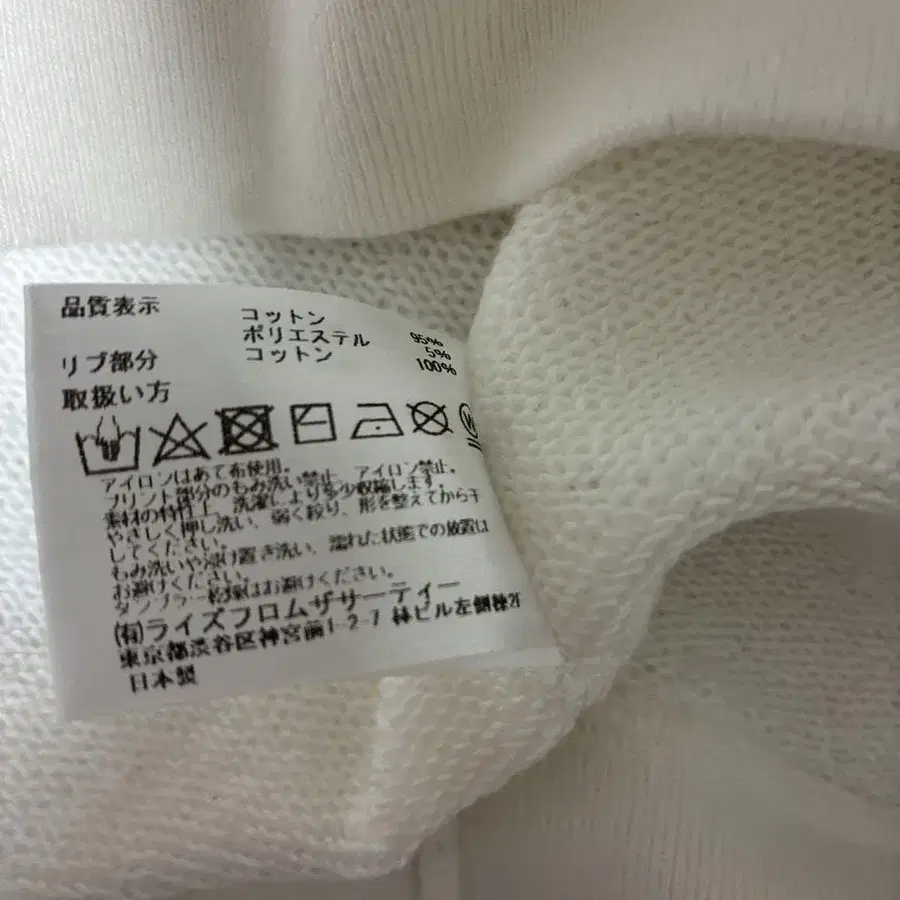 品質表示 コットン 95%
ポリエステル 5%
リブ部分 コットン 100%
取扱い方
W
アイロンはあて布使用。
プリント部分のもみ洗い禁止、アイロン禁止。
素材の特性上、洗濯により多少収縮します。
やさしく押し洗い、弱く絞り、形を整えてから干
してください。
もみ洗いや浸け置き洗い、濡れた状態での放置は
お避けください。
タンブラー乾燥はお避けください。
(有)ライズフロムザサーティー
東京都渋谷区神宮前1-2-7 緑ビル左側棟2F
日本製